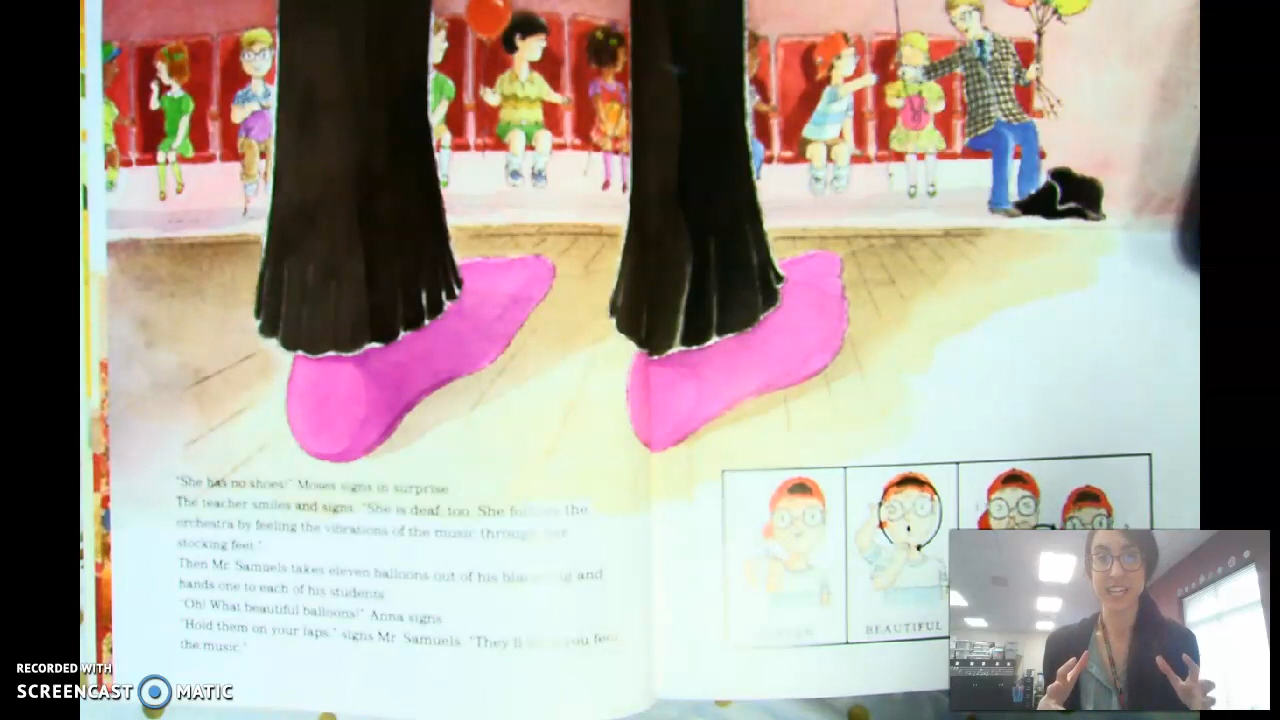 "She has no shoes!" Moses signs in surprise.
The teacher smiles and signs, "She is deaf, too. She follows the
orchestra by feeling the vibrations of the music through her
stocking feet."
Then Mr. Samuels takes eleven balloons out of his black bag and
hands one to each of his students.
"Oh! What beautiful balloons!" Anna signs.
"Hold them on your laps," signs Mr. Samuels. "They'll help you feel
the music."
BEAUTIFUL
RECORDED WITH
SCREENCAST MATIC